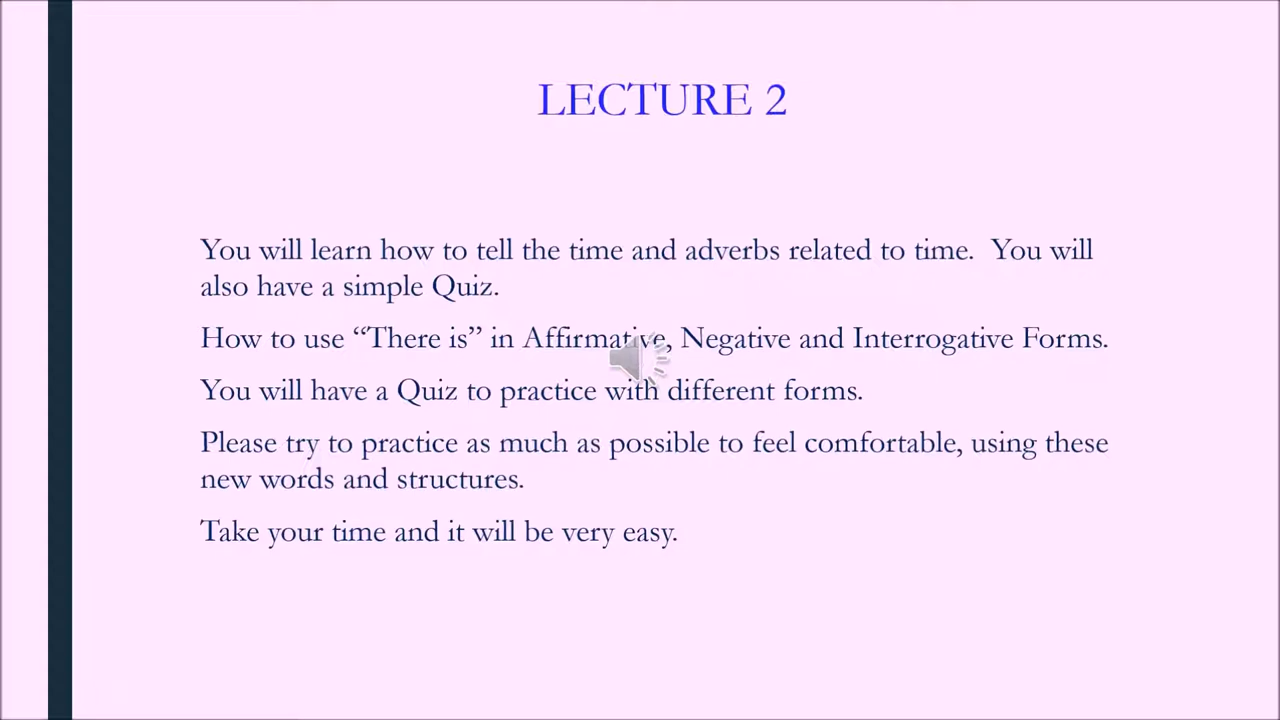 LECTURE 2
You will learn how to tell the time and adverbs related to time.  You will
also have a simple Quiz.
How to use “There is” in Affirmative, Negative and Interrogative Forms.
You will have a Quiz to practice with different forms.
Please try to practice as much as possible to feel comfortable, using these
new words and structures.
Take your time and it will be very easy.